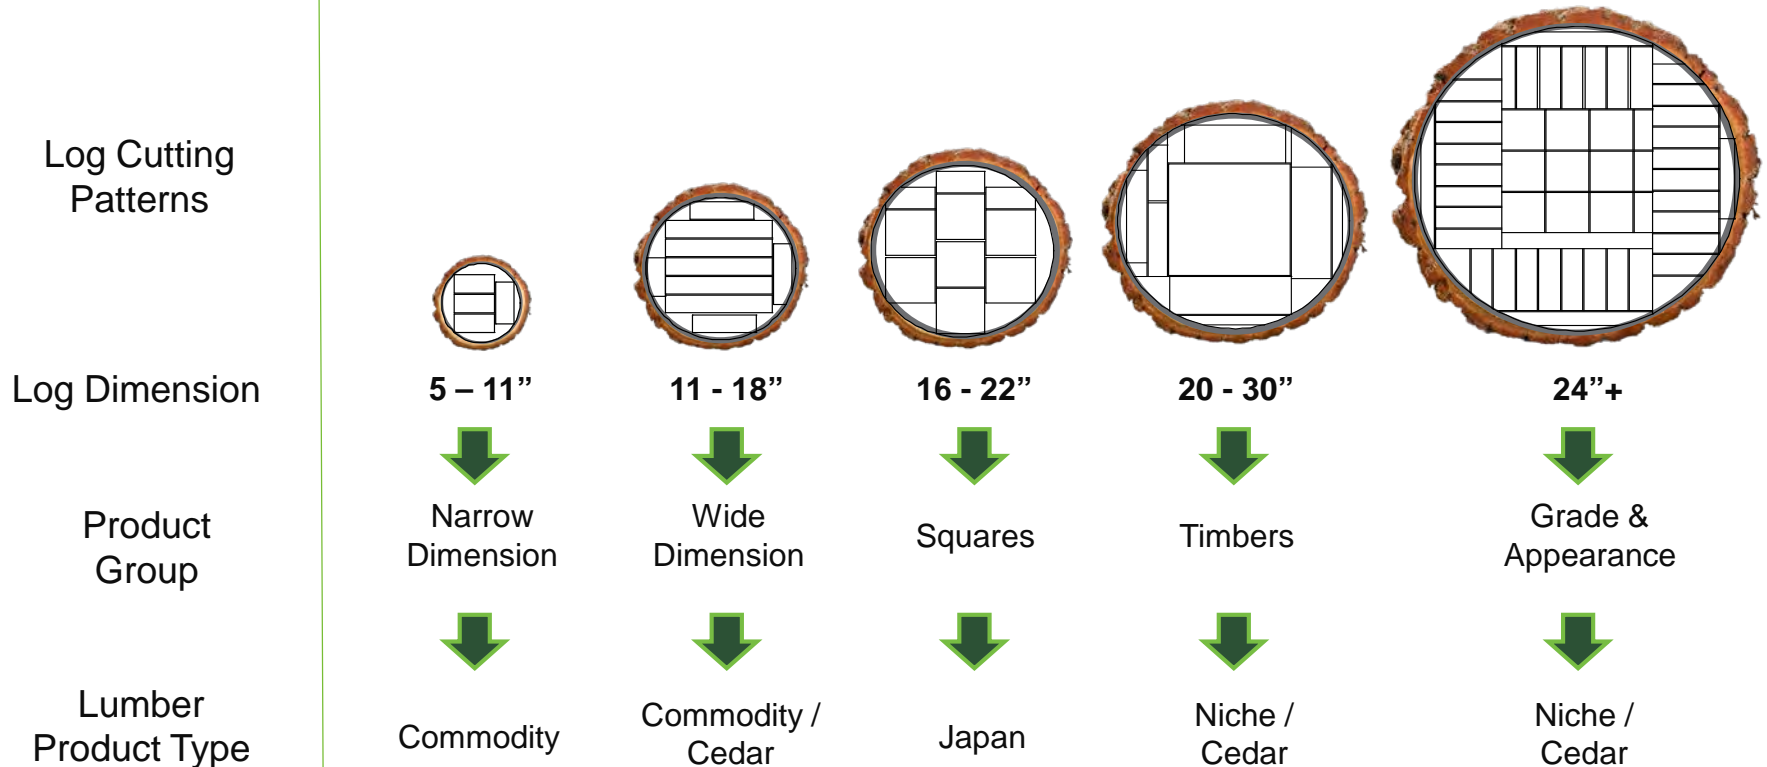 Log Cutting
Patterns
Log Dimension
5 – 11”
11 - 18”
16 - 22”
20 - 30”
24”+
Product
Group
Narrow
Dimension
Wide
Dimension
Squares
Timbers
Grade &
Appearance
Lumber
Product Type
Commodity
Commodity /
Cedar
Japan
Niche /
Cedar
Niche /
Cedar